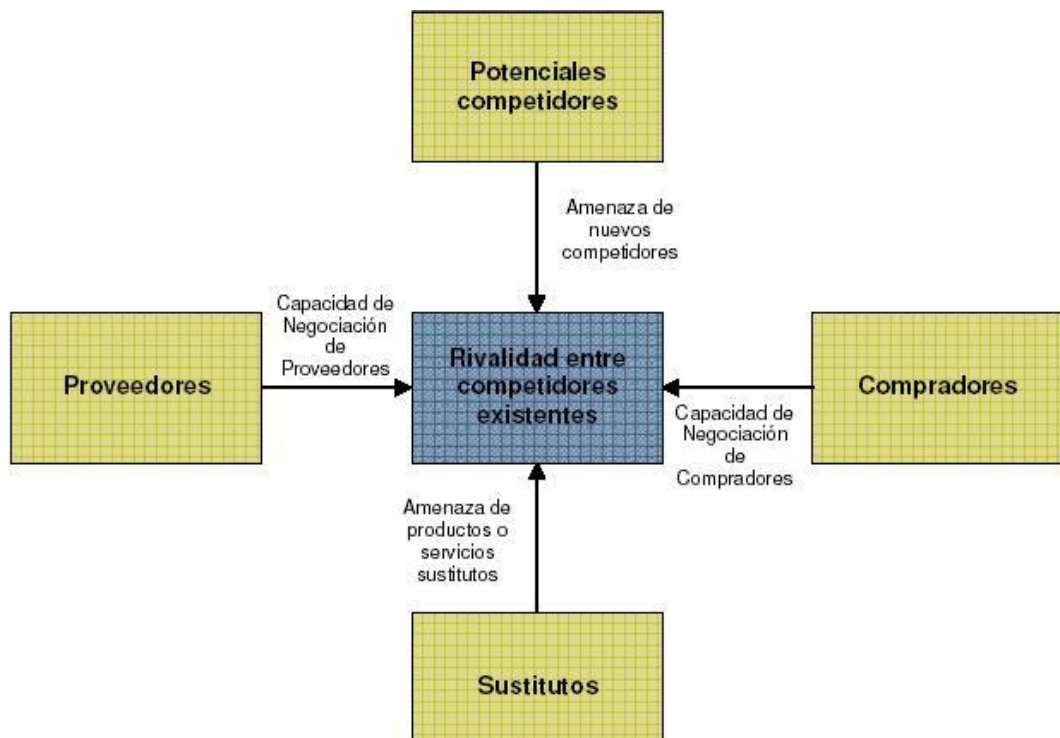 Potenciales
competidores
Amenaza de
nuevos
competidores
Capacidad de
Negociación
de
Proveedores
Proveedores
Rivalidad entre
competidores
existentes
Compradores
Capacidad de
Negociación
de
Compradores
Amenaza de
productos o
servicios
sustitutos
Sustitutos